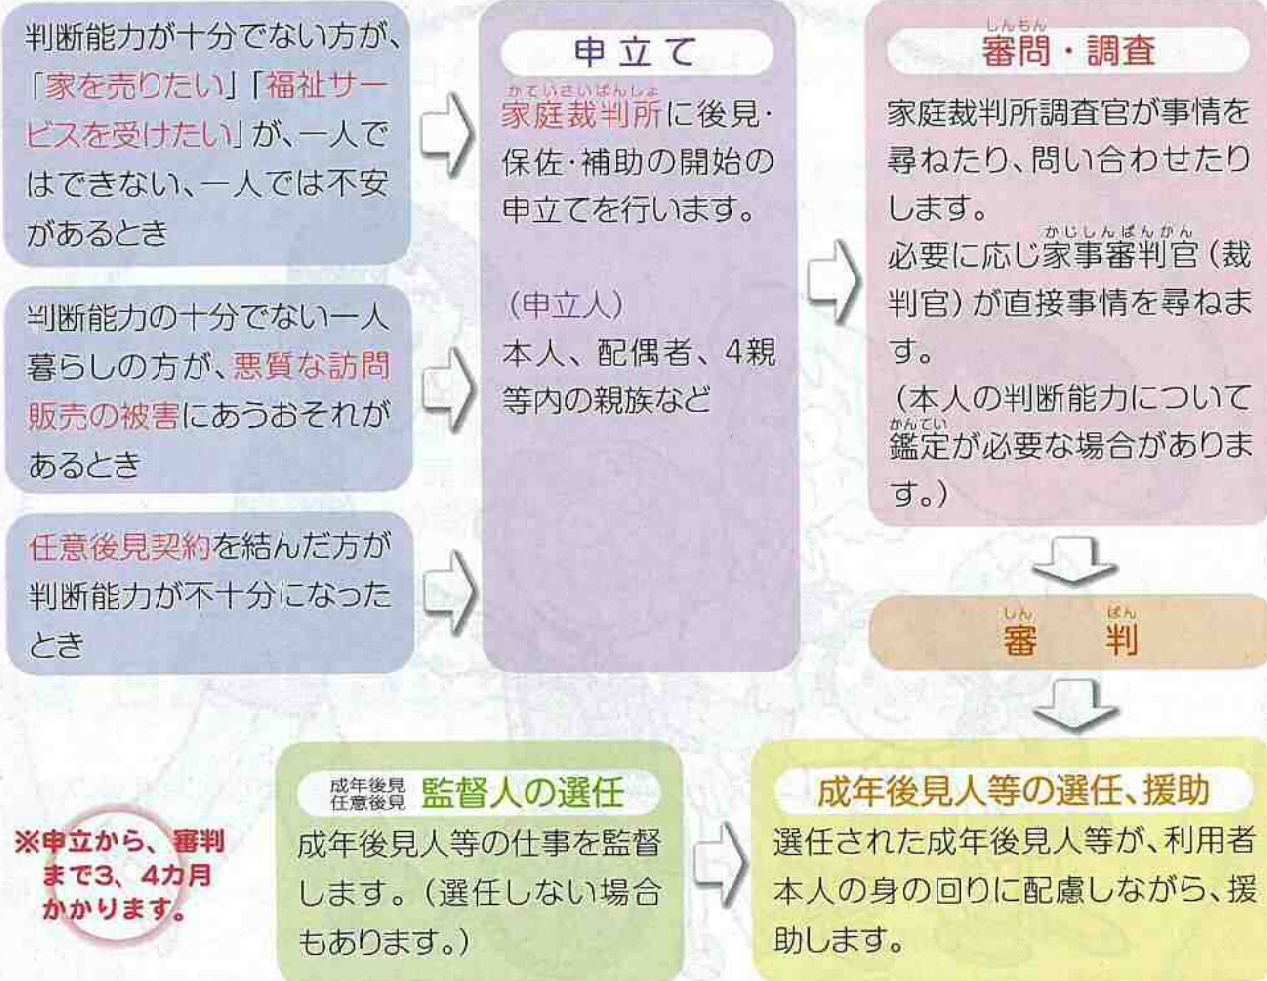 判断能力が十分でない方が、
「家を売りたい」「福祉サー
ビスを受けたい」が、一人で
はできない、一人では不安
があるとき
判断能力の十分でない一人
暮らしの方が、悪質な訪問
販売の被害にあうおそれが
あるとき
任意後見契約を結んだ方が
判断能力が不十分になった
とき
申立て
かていさいばんしょ
家庭裁判所に後見・
保佐・補助の開始の
申立てを行います。
(申立人)
本人、配偶者、4親
等内の親族など
しんもん
審問・調査
家庭裁判所調査官が事情を
尋ねたり、問い合わせたり
します。
かじしんぱんかん
必要に応じ家事審判官(裁
判官)が直接事情を尋ねま
す。
(本人の判断能力について
かんてい
鑑定が必要な場合がありま
す。)
しん ぱん
審 判
成年後見人等の選任、援助
選任された成年後見人等が、利用者
本人の身の回りに配慮しながら、援
助します。
成年後見
任意後見 監督人の選任
成年後見人等の仕事を監督
します。(選任しない場合
もあります。)
※申立から、審判
まで3、4カ月
かかります。